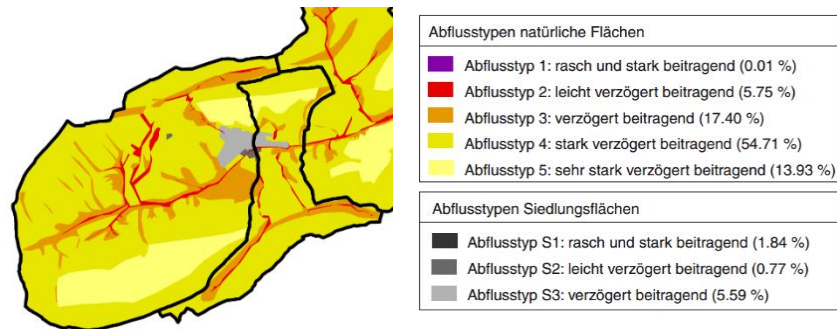 Abflusstypen natürliche Flächen
Abflusstyp 1: rasch und stark beitragend (0.01 %)
Abflusstyp 2: leicht verzögert beitragend (5.75 %)
Abflusstyp 3: verzögert beitragend (17.40 %)
Abflusstyp 4: stark verzögert beitragend (54.71 %)
Abflusstyp 5: sehr stark verzögert beitragend (13.93 %)
Abflusstypen Siedlungsflächen
Abflusstyp S1: rasch und stark beitragend (1.84 %)
Abflusstyp S2: leicht verzögert beitragend (0.77 %)
Abflusstyp S3: verzögert beitragend (5.59 %)